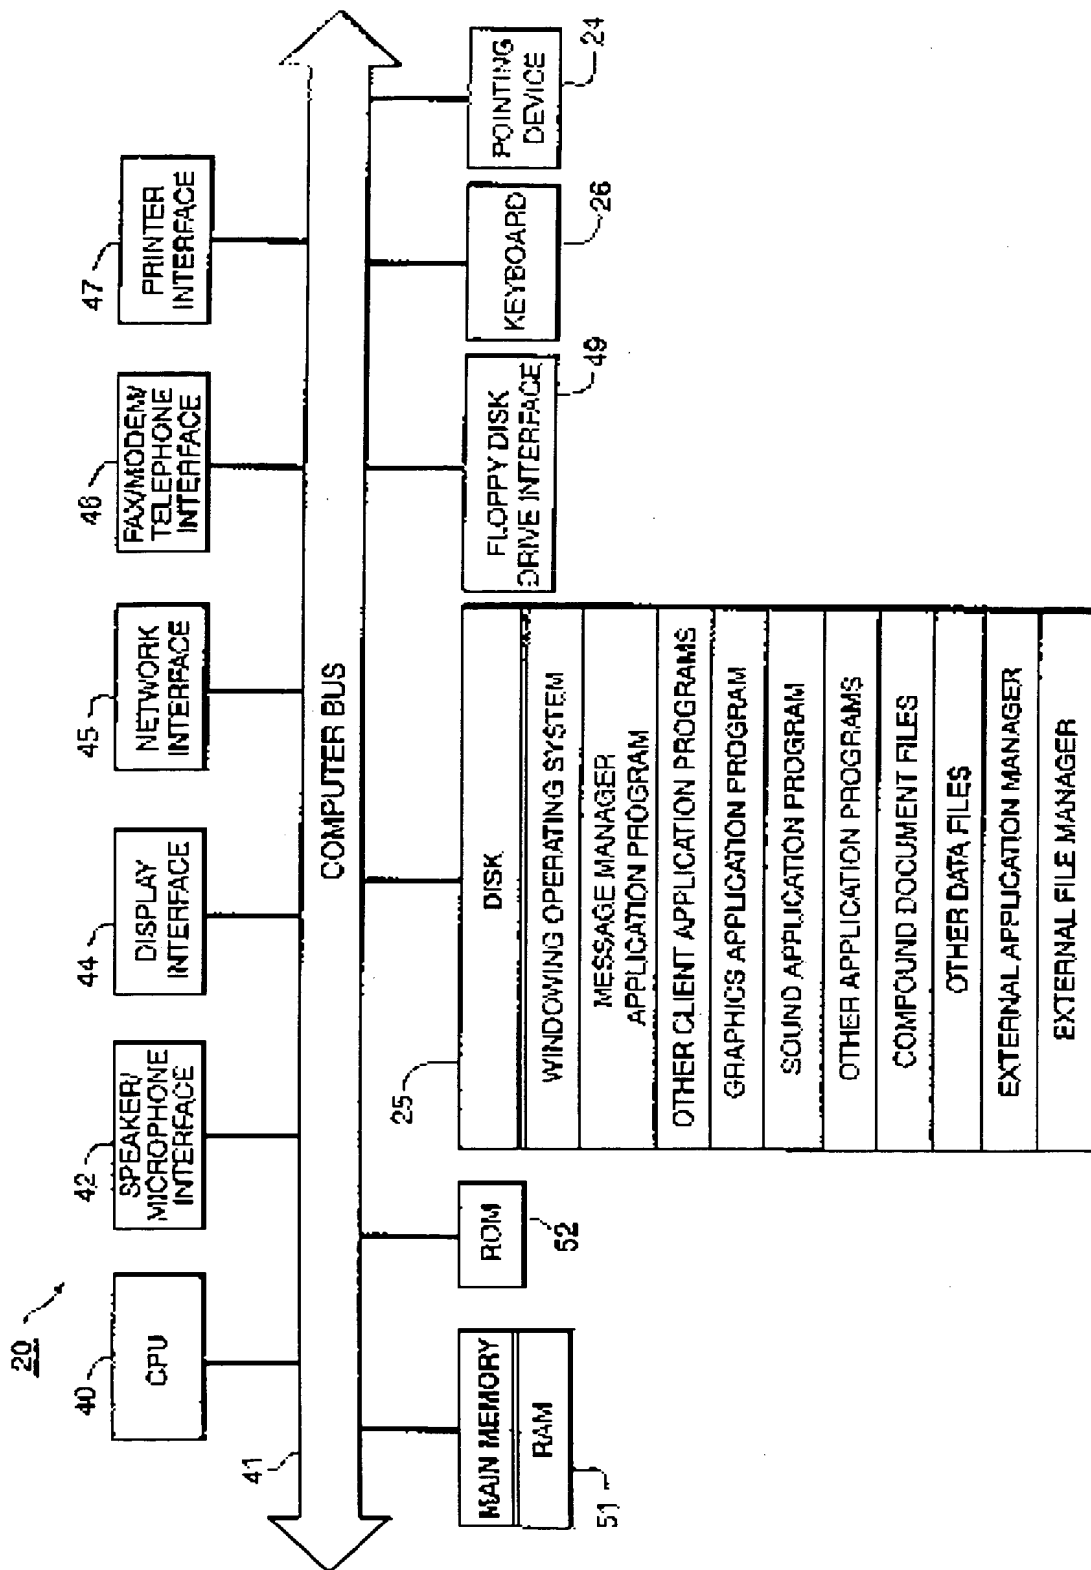 20
40
CPU
42
SPEAKER/
MICROPHONE
INTERFACE
44
DISPLAY
INTERFACE
45
NETWORK
INTERFACE
46
FAX/MODEM/
TELEPHONE
INTERFACE
47
PRINTER
INTERFACE
41
COMPUTER BUS
MAIN MEMORY
RAM
51
ROM
52
25
DISK
WINDOWING OPERATING SYSTEM
MESSAGE MANAGER
APPLICATION PROGRAM
OTHER CLIENT APPLICATION PROGRAMS
GRAPHICS APPLICATION PROGRAM
SOUND APPLICATION PROGRAM
OTHER APPLICATION PROGRAMS
COMPOUND DOCUMENT FILES
OTHER DATA FILES
EXTERNAL APPLICATION MANAGER
EXTERNAL FILE MANAGER
FLOPPY DISK
DRIVE INTERFACE
49
KEYBOARD
26
POINTING
DEVICE
24